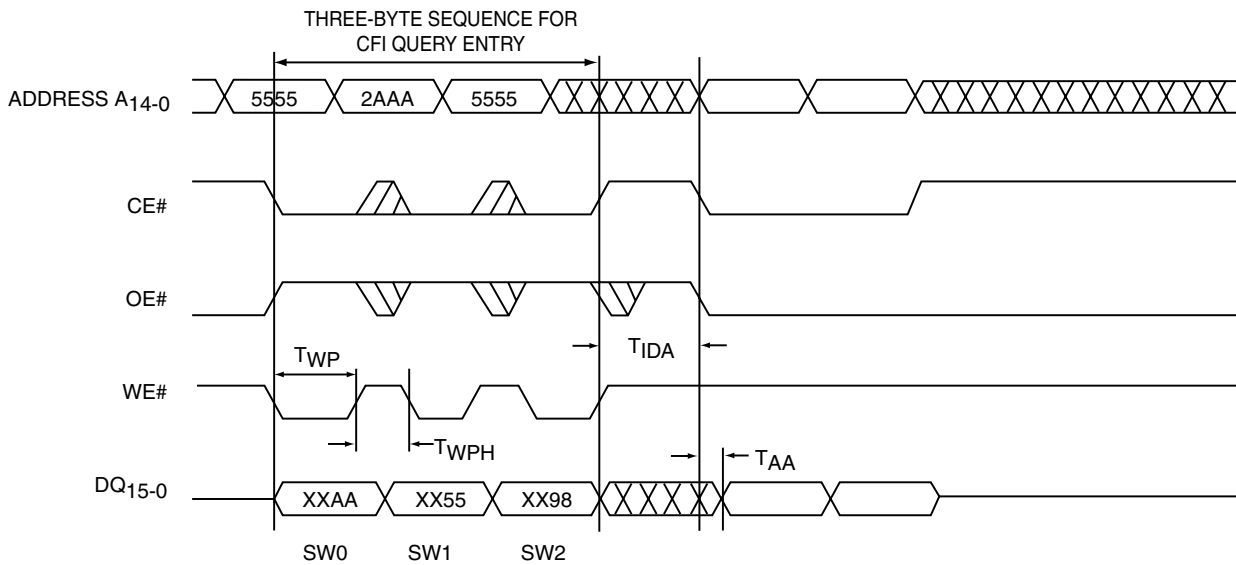 THREE-BYTE SEQUENCE FOR
CFI QUERY ENTRY
ADDRESS A14-0
5555 2AAA 5555
CE#
OE#
TIDA
TWP
WE#
TWPH
TAA
DQ15-0
XXAA XX55 XX98
SW0 SW1 SW2